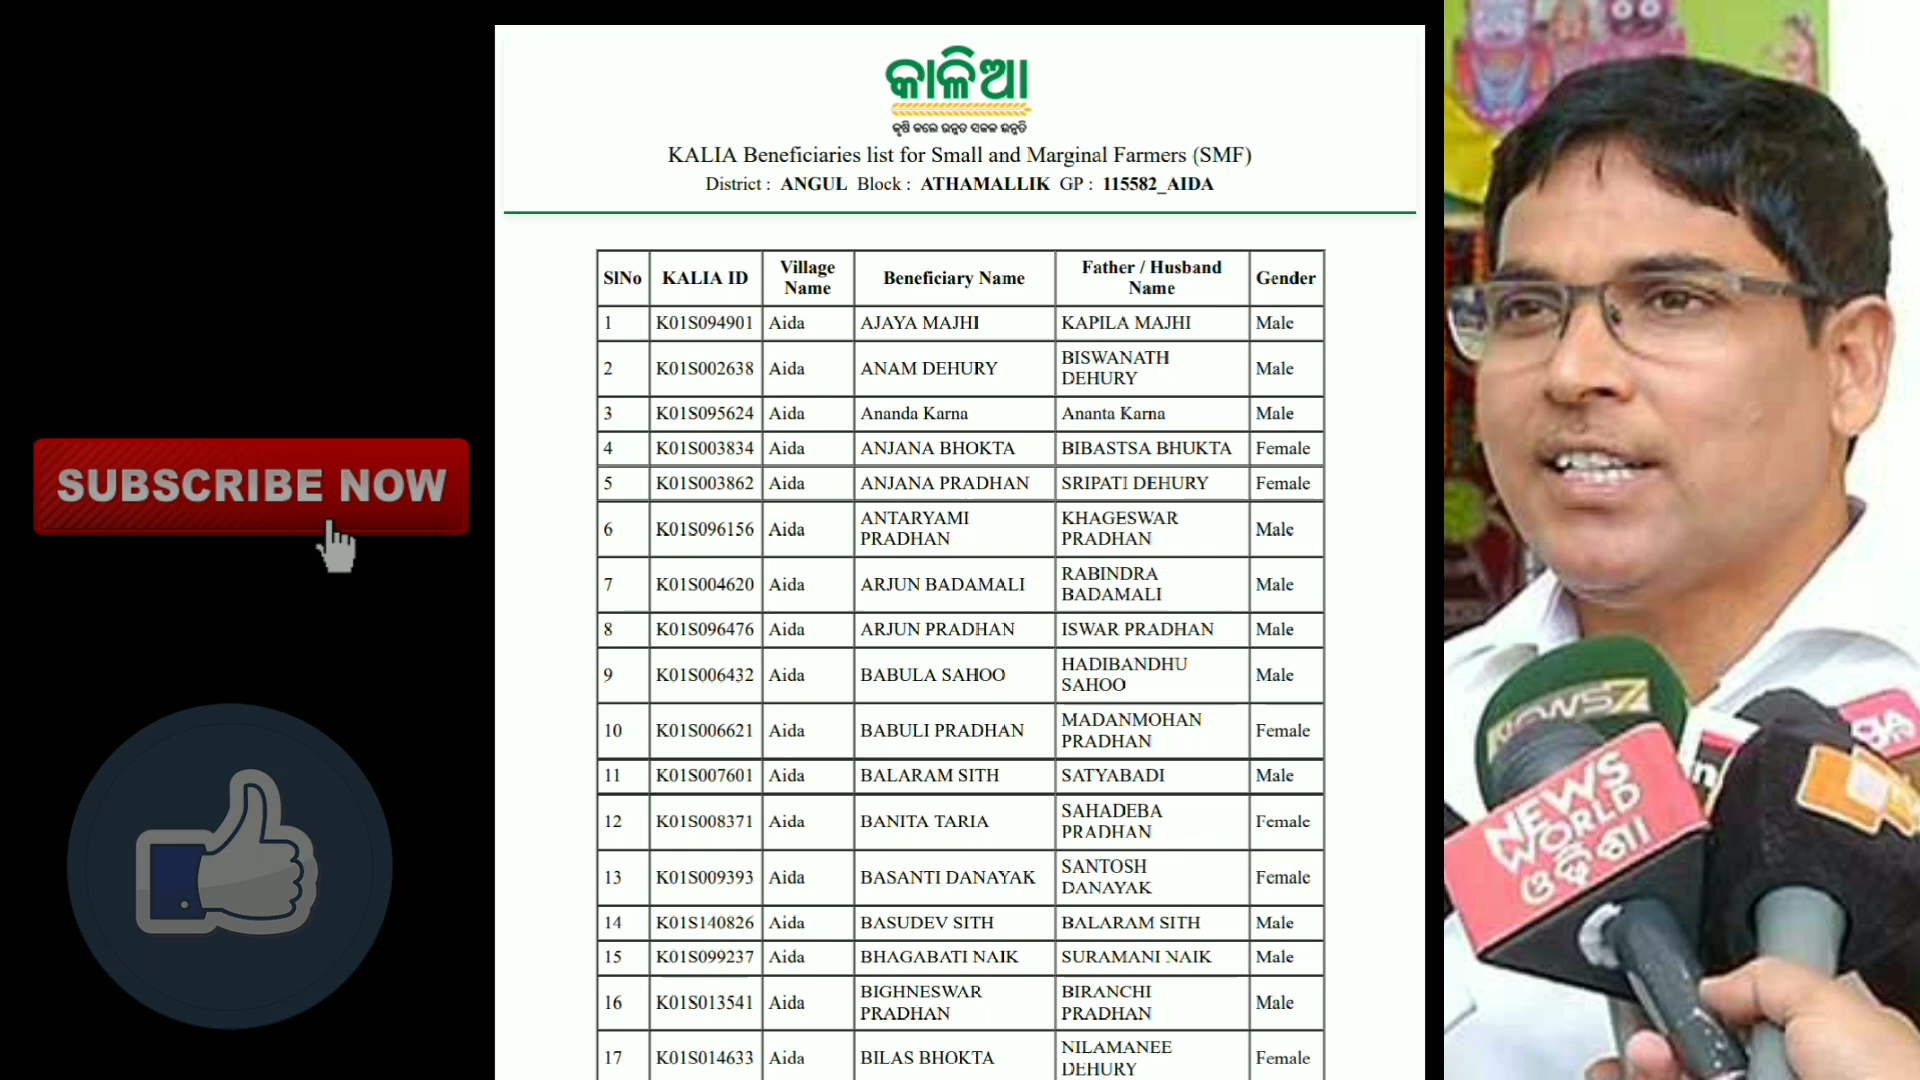 SUBSCRIBE NOW
କାଳିଆ
କୃଷି କଲେ ଉନ୍ନତ ସକଳ ଉନ୍ନତି
KALIA Beneficiaries list for Small and Marginal Farmers (SMF)
District : ANGUL Block : ATHAMALLIK GP : 115582_AIDA
SlNo KALIA ID Village Name Beneficiary Name Father / Husband Name Gender
1 K01S094901 Aida AJAYA MAJHI KAPILA MAJHI Male
2 K01S002638 Aida ANAM DEHURY BISWANATH DEHURY Male
3 K01S095624 Aida Ananda Karna Ananta Karna Male
4 K01S003834 Aida ANJANA BHOKTA BIBASTSA BHUKTA Female
5 K01S003862 Aida ANJANA PRADHAN SRIPATI DEHURY Female
6 K01S096156 Aida ANTARYAMI PRADHAN KHAGESWAR PRADHAN Male
7 K01S004620 Aida ARJUN BADAMALI RABINDRA BADAMALI Male
8 K01S096476 Aida ARJUN PRADHAN ISWAR PRADHAN Male
9 K01S006432 Aida BABULA SAHOO HADIBANDHU SAHOO Male
10 K01S006621 Aida BABULI PRADHAN MADANMOHAN PRADHAN Female
11 K01S007601 Aida BALARAM SITH SATYABADI Male
12 K01S008371 Aida BANITA TARIA SAHADEBA PRADHAN Female
13 K01S009393 Aida BASANTI DANAYAK SANTOSH DANAYAK Female
14 K01S140826 Aida BASUDEV SITH BALARAM SITH Male
15 K01S099237 Aida BHAGABATI NAIK SURAMANI NAIK Male
16 K01S013541 Aida BIGHNESWAR PRADHAN BIRANCHI PRADHAN Male
17 K01S014633 Aida BILAS BHOKTA NILAMANEE DEHURY Female
NEWS7
NEWS
WORLD
ଓଡ଼ିଶା